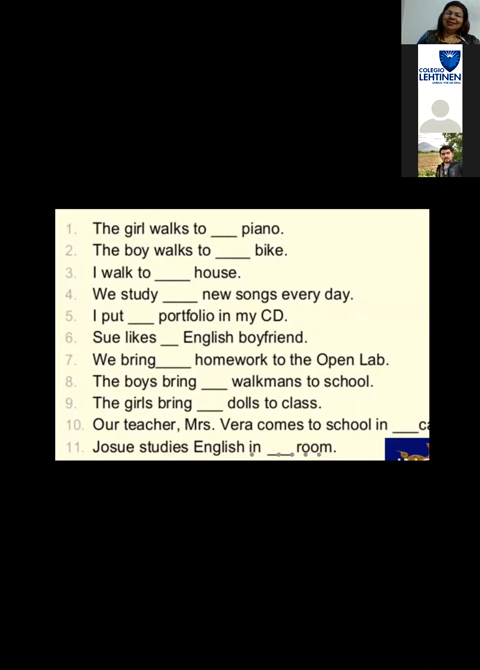 COLEGIO
LEHTINEN
1. The girl walks to ___ piano.
2. The boy walks to ____ bike.
3. I walk to ____ house.
4. We study ____ new songs every day.
5. I put ___ portfolio in my CD.
6. Sue likes __ English boyfriend.
7. We bring____ homework to the Open Lab.
8. The boys bring ___ walkmans to school.
9. The girls bring ___ dolls to class.
10. Our teacher, Mrs. Vera comes to school in ___ca
11. Josue studies English in ___ room.